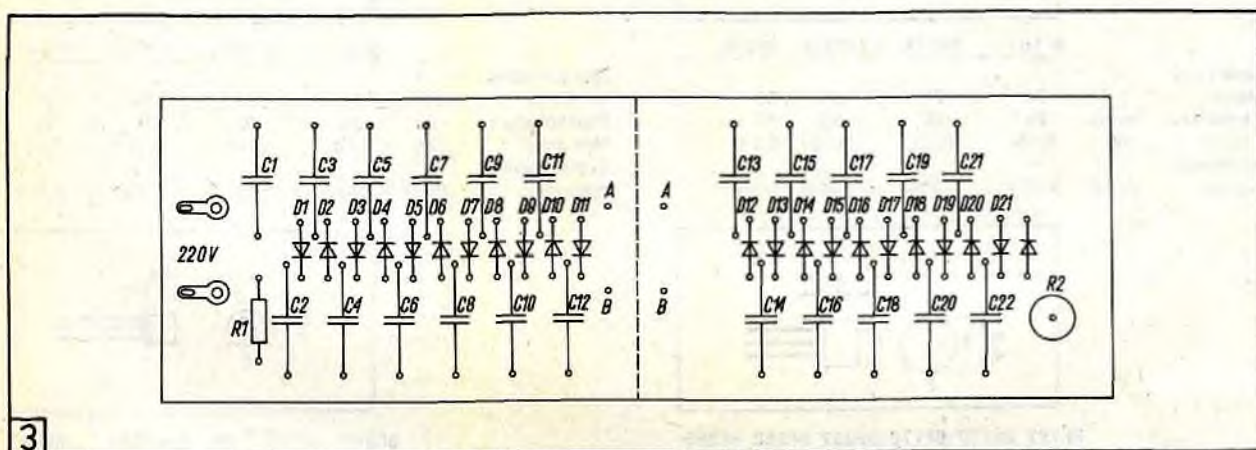 C1 C3 C5 C7 C9 C11 C13 C15 C17 C19 C21
A A
D1 D2 D3 D4 D5 D6 D7 D8 D9 D10 D11 D12 D13 D14 D15 D16 D17 D18 D19 D20 D21
220V
R1 C2 C4 C6 C8 C10 C12 B B C14 C16 C18 C20 C22 R2
3